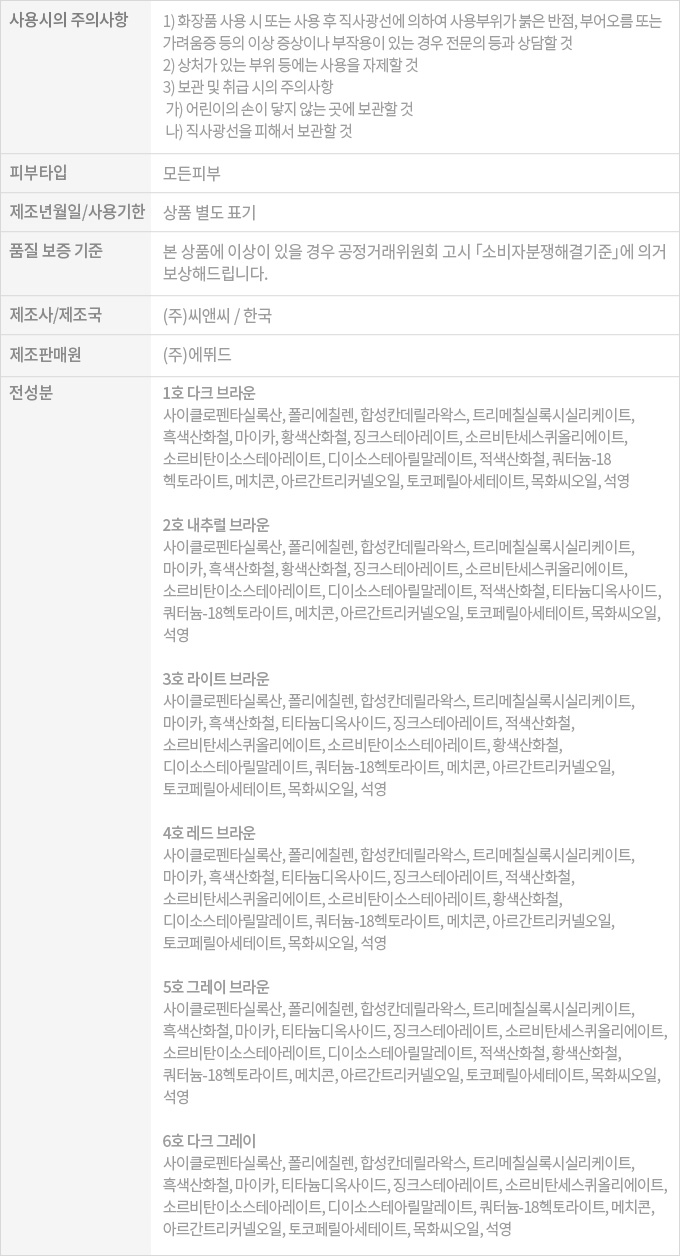 사용시의 주의사항
1) 화장품 사용 시 또는 사용 후 직사광선에 의하여 사용부위가 붉은 반점, 부어오름 또는
가려움증 등의 이상 증상이나 부작용이 있는 경우 전문의 등과 상담할 것
2) 상처가 있는 부위 등에는 사용을 자제할 것
3) 보관 및 취급 시의 주의사항
가) 어린이의 손이 닿지 않는 곳에 보관할 것
나) 직사광선을 피해서 보관할 것
피부타입
모든피부
제조년월일/사용기한
상품 별도 표기
품질 보증 기준
본 상품에 이상이 있을 경우 공정거래위원회 고시 「소비자분쟁해결기준」에 의거
보상해드립니다.
제조사/제조국
(주)씨앤씨 / 한국
제조판매원
(주)에뛰드
전성분
1호 다크 브라운
사이클로펜타실록산, 폴리에칠렌, 합성칸데릴라왁스, 트리메칠실록시실리케이트,
흑색산화철, 마이카, 황색산화철, 징크스테아레이트, 소르비탄세스퀴올리에이트,
소르비탄이소스테아레이트, 디이소스테아릴말레이트, 적색산화철, 쿼터늄-18
헥토라이트, 메치콘, 아르간트리커넬오일, 토코페릴아세테이트, 목화씨오일, 석영
2호 내추럴 브라운
사이클로펜타실록산, 폴리에칠렌, 합성칸데릴라왁스, 트리메칠실록시실리케이트,
마이카, 흑색산화철, 황색산화철, 징크스테아레이트, 소르비탄세스퀴올리에이트,
소르비탄이소스테아레이트, 디이소스테아릴말레이트, 적색산화철, 티타늄디옥사이드,
쿼터늄-18헥토라이트, 메치콘, 아르간트리커넬오일, 토코페릴아세테이트, 목화씨오일,
석영
3호 라이트 브라운
사이클로펜타실록산, 폴리에칠렌, 합성칸데릴라왁스, 트리메칠실록시실리케이트,
마이카, 흑색산화철, 티타늄디옥사이드, 징크스테아레이트, 적색산화철,
소르비탄세스퀴올리에이트, 소르비탄이소스테아레이트, 황색산화철,
디이소스테아릴말레이트, 쿼터늄-18헥토라이트, 메치콘, 아르간트리커넬오일,
토코페릴아세테이트, 목화씨오일, 석영
4호 레드 브라운
사이클로펜타실록산, 폴리에칠렌, 합성칸데릴라왁스, 트리메칠실록시실리케이트,
마이카, 흑색산화철, 티타늄디옥사이드, 징크스테아레이트, 적색산화철,
소르비탄세스퀴올리에이트, 소르비탄이소스테아레이트, 황색산화철,
디이소스테아릴말레이트, 쿼터늄-18헥토라이트, 메치콘, 아르간트리커넬오일,
토코페릴아세테이트, 목화씨오일, 석영
5호 그레이 브라운
사이클로펜타실록산, 폴리에칠렌, 합성칸데릴라왁스, 트리메칠실록시실리케이트,
흑색산화철, 마이카, 티타늄디옥사이드, 징크스테아레이트, 소르비탄세스퀴올리에이트,
소르비탄이소스테아레이트, 디이소스테아릴말레이트, 적색산화철, 황색산화철,
쿼터늄-18헥토라이트, 메치콘, 아르간트리커넬오일, 토코페릴아세테이트, 목화씨오일,
석영
6호 다크 그레이
사이클로펜타실록산, 폴리에칠렌, 합성칸데릴라왁스, 트리메칠실록시실리케이트,
흑색산화철, 마이카, 티타늄디옥사이드, 징크스테아레이트, 소르비탄세스퀴올리에이트,
소르비탄이소스테아레이트, 디이소스테아릴말레이트, 쿼터늄-18헥토라이트, 메치콘,
아르간트리커넬오일, 토코페릴아세테이트, 목화씨오일, 석영